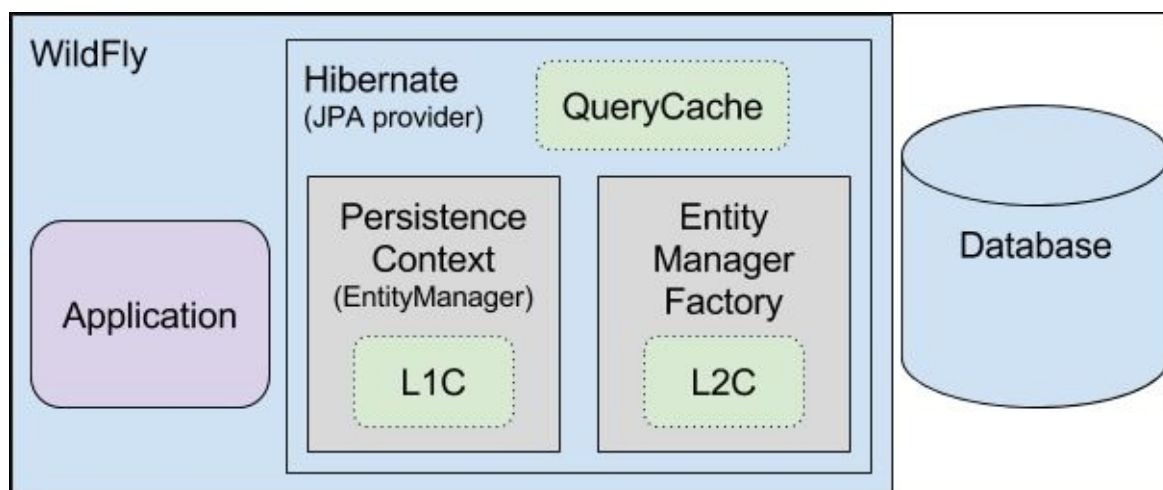 WildFly
Hibernate
(JPA provider)
QueryCache
Persistence
Context
(EntityManager)
L1C
Entity
Manager
Factory
L2C
Application
Database